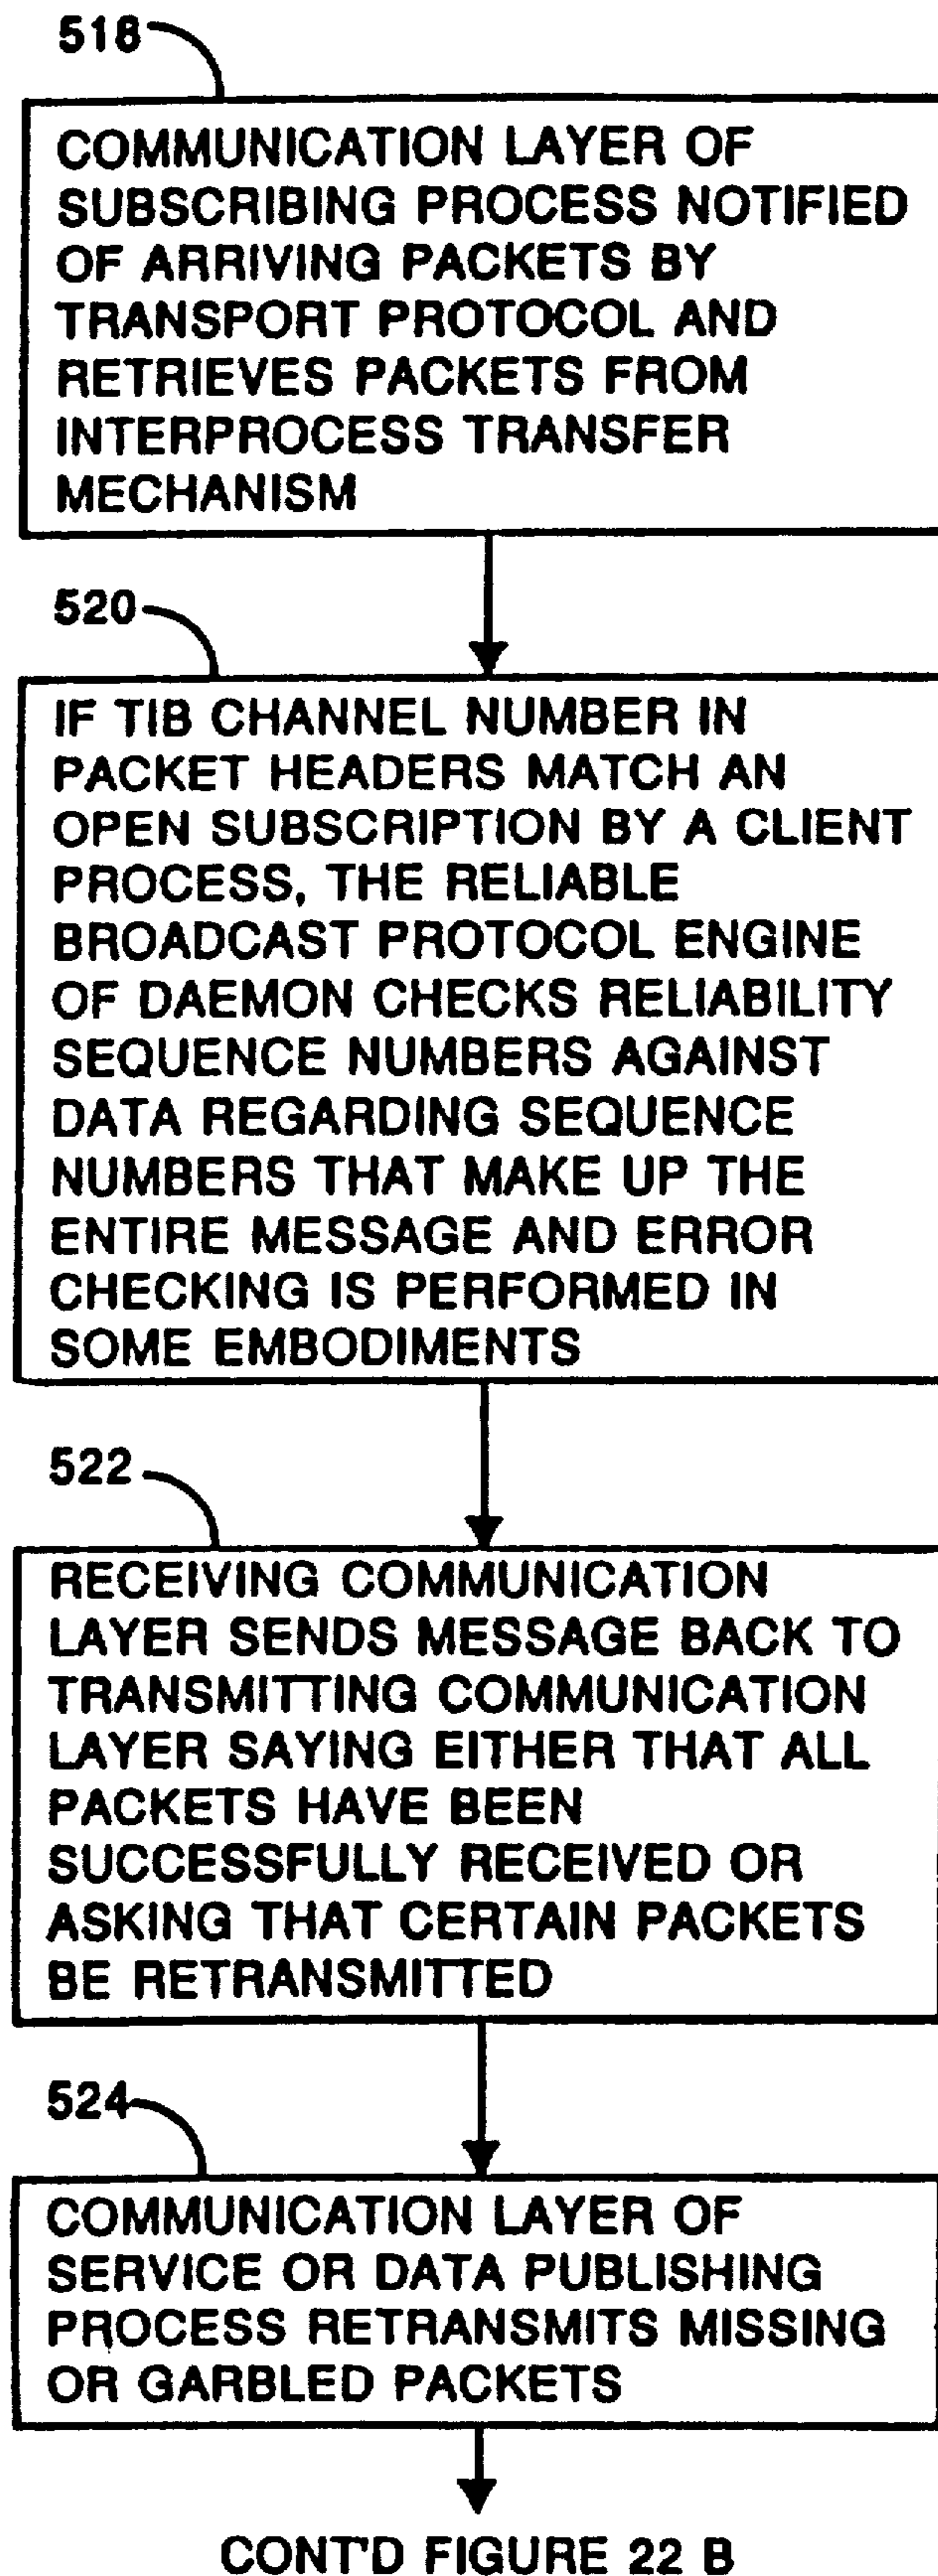 518
COMMUNICATION LAYER OF
SUBSCRIBING PROCESS NOTIFIED
OF ARRIVING PACKETS BY
TRANSPORT PROTOCOL AND
RETRIEVES PACKETS FROM
INTERPROCESS TRANSFER
MECHANISM
520
IF TIB CHANNEL NUMBER IN
PACKET HEADERS MATCH AN
OPEN SUBSCRIPTION BY A CLIENT
PROCESS, THE RELIABLE
BROADCAST PROTOCOL ENGINE
OF DAEMON CHECKS RELIABILITY
SEQUENCE NUMBERS AGAINST
DATA REGARDING SEQUENCE
NUMBERS THAT MAKE UP THE
ENTIRE MESSAGE AND ERROR
CHECKING IS PERFORMED IN
SOME EMBODIMENTS
522
RECEIVING COMMUNICATION
LAYER SENDS MESSAGE BACK TO
TRANSMITTING COMMUNICATION
LAYER SAYING EITHER THAT ALL
PACKETS HAVE BEEN
SUCCESSFULLY RECEIVED OR
ASKING THAT CERTAIN PACKETS
BE RETRANSMITTED
524
COMMUNICATION LAYER OF
SERVICE OR DATA PUBLISHING
PROCESS RETRANSMITS MISSING
OR GARBLED PACKETS
CONT'D FIGURE 22 B